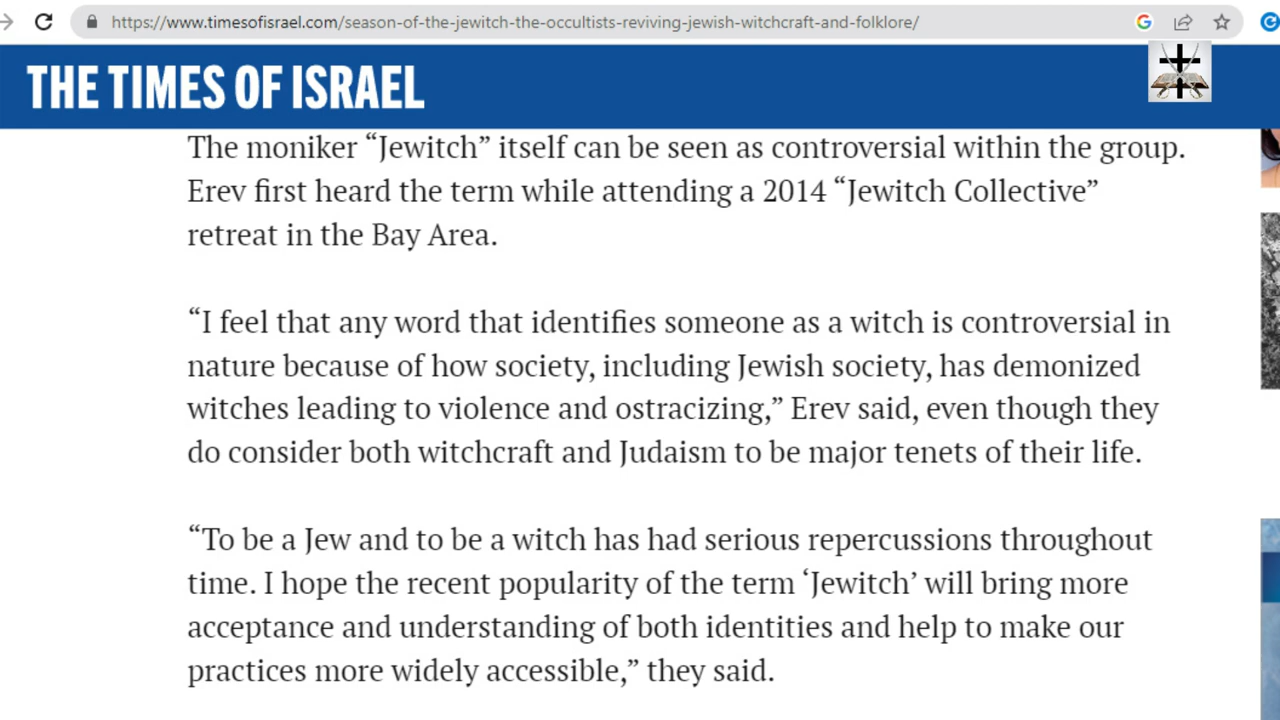 https://www.timesofisrael.com/season-of-the-jewitch-the-occultists-reviving-jewish-witchcraft-and-folklore/
THE TIMES OF ISRAEL
The moniker “Jewitch” itself can be seen as controversial within the group.
Erev first heard the term while attending a 2014 “Jewitch Collective”
retreat in the Bay Area.
“I feel that any word that identifies someone as a witch is controversial in
nature because of how society, including Jewish society, has demonized
witches leading to violence and ostracizing,” Erev said, even though they
do consider both witchcraft and Judaism to be major tenets of their life.
“To be a Jew and to be a witch has had serious repercussions throughout
time. I hope the recent popularity of the term ‘Jewitch’ will bring more
acceptance and understanding of both identities and help to make our
practices more widely accessible,” they said.